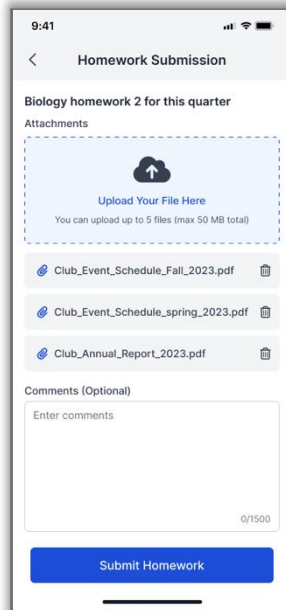 9:41
Homework Submission
Biology homework 2 for this quarter
Attachments
Upload Your File Here
You can upload up to 5 files (max 50 MB total)
Club_Event_Schedule_Fall_2023.pdf
Club_Event_Schedule_spring_2023.pdf
Club_Annual_Report_2023.pdf
Comments (Optional)
Enter comments
0/1500
Submit Homework